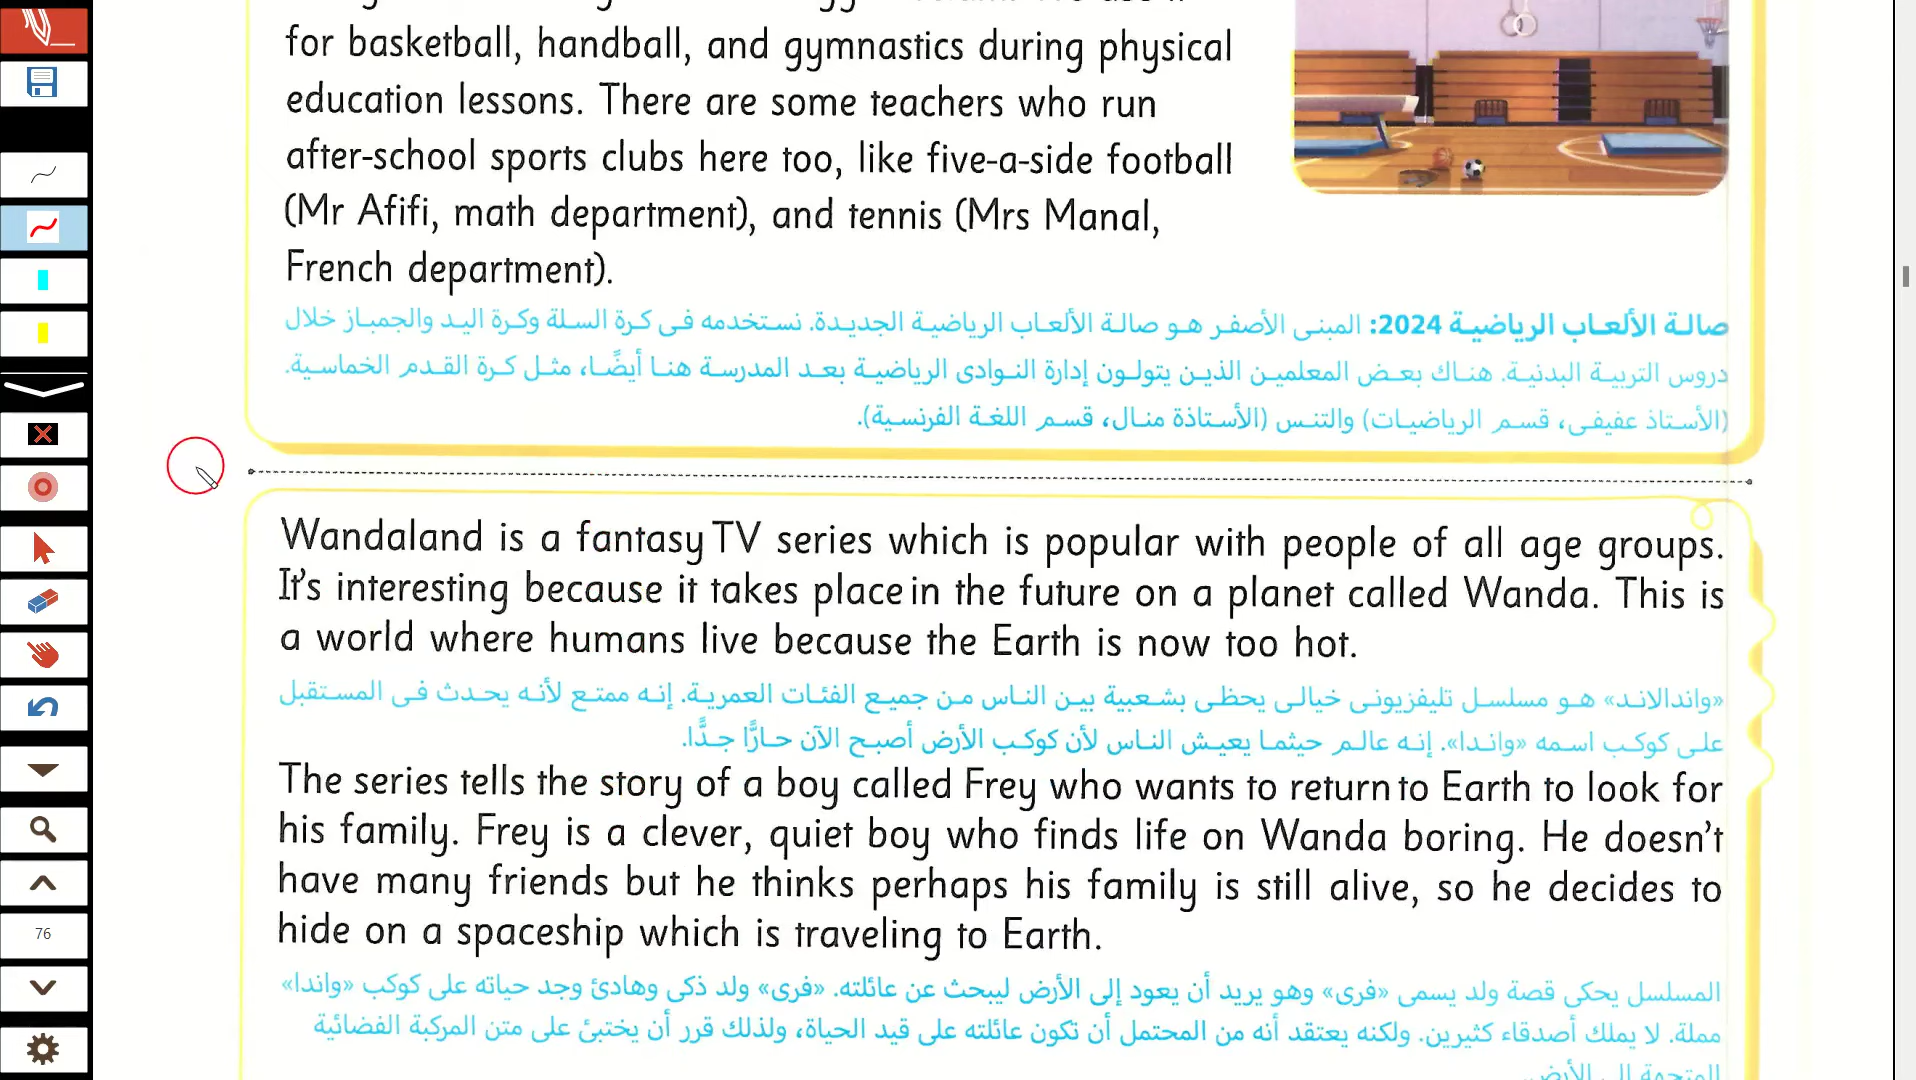 for basketball, handball, and gymnastics during physical
education lessons. There are some teachers who run
after-school sports clubs here too, like five-a-side football
(Mr Afifi, math department), and tennis (Mrs Manal,
French department).
صالة الألعاب الرياضية 2024: المبنى الأصفر هو صالة الألعاب الرياضية الجديدة. نستخدمه فى كرة السلة وكرة اليد والجمباز خلال
دروس التربية البدنية. هناك بعض المعلمين الذين يتولون إدارة النوادى الرياضية بعد المدرسة هنا أيضًا، مثل كرة القدم الخماسية.
(الأستاذ عفيفى، قسم الرياضيات) والتنس (الأستاذة منال، قسم اللغة الفرنسية).
Wandaland is a fantasy TV series which is popular with people of all age groups.
It's interesting because it takes place in the future on a planet called Wanda. This is
a world where humans live because the Earth is now too hot.
«واندالاند» هو مسلسل تليفزيونى خيالى يحظى بشعبية بين الناس من جميع الفئات العمرية. إنه ممتع لأنه يحدث فى المستقبل
على كوكب اسمه «واندا». إنه عالم حيثما يعيش الناس لأن كوكب الأرض أصبح الآن حارًّا جدًّا.
The series tells the story of a boy called Frey who wants to return to Earth to look for
his family. Frey is a clever, quiet boy who finds life on Wanda boring. He doesn't
have many friends but he thinks perhaps his family is still alive, so he decides to
hide on a spaceship which is traveling to Earth.
المسلسل يحكى قصة ولد يسمى «فرى» وهو يريد أن يعود إلى الأرض ليبحث عن عائلته. «فرى» ولد ذكى وهادئ وجد حياته على كوكب «واندا»
مملة. لا يملك أصدقاء كثيرين. ولكنه يعتقد أنه من المحتمل أن تكون عائلته على قيد الحياة، ولذلك قرر أن يختبئ على متن المركبة الفضائية
المتجهة إلى الأرض.
76